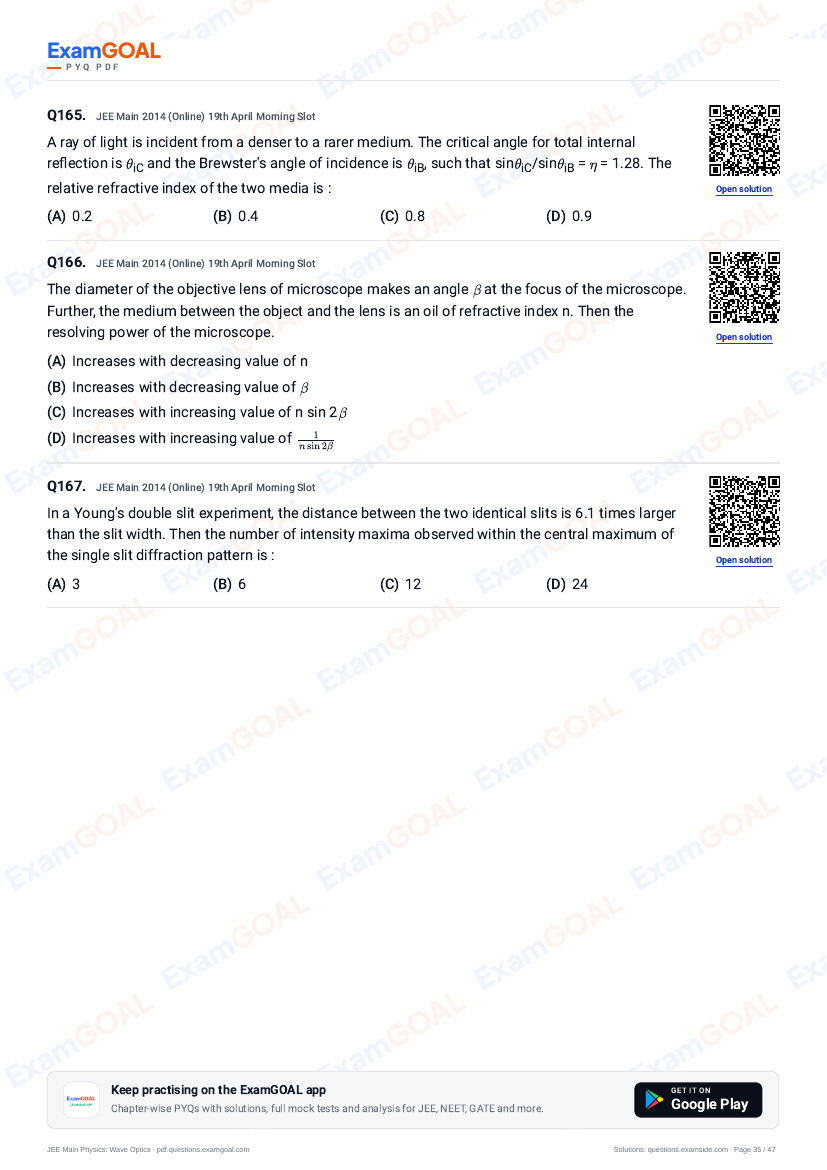 ExamGOAL
PYQ PDF
Q165. JEE Main 2014 (Online) 19th April Morning Slot
A ray of light is incident from a denser to a rarer medium. The critical angle for total internal
reflection is θiC and the Brewster's angle of incidence is θiB, such that sinθiC/sinθiB = η = 1.28. The
relative refractive index of the two media is :
(A) 0.2 (B) 0.4 (C) 0.8 (D) 0.9
Open solution
Q166. JEE Main 2014 (Online) 19th April Morning Slot
The diameter of the objective lens of microscope makes an angle β at the focus of the microscope.
Further, the medium between the object and the lens is an oil of refractive index n. Then the
resolving power of the microscope.
(A) Increases with decreasing value of n
(B) Increases with decreasing value of β
(C) Increases with increasing value of n sin 2β
(D) Increases with increasing value of 1/(n sin 2β)
Open solution
Q167. JEE Main 2014 (Online) 19th April Morning Slot
In a Young's double slit experiment, the distance between the two identical slits is 6.1 times larger
than the slit width. Then the number of intensity maxima observed within the central maximum of
the single slit diffraction pattern is :
(A) 3 (B) 6 (C) 12 (D) 24
Open solution
Keep practising on the ExamGOAL app
Chapter-wise PYQs with solutions, full mock tests and analysis for JEE, NEET, GATE and more.
GET IT ON
Google Play
JEE Main Physics: Wave Optics · pdf.questions.examgoal.com
Solutions: questions.examside.com · Page 35 / 47